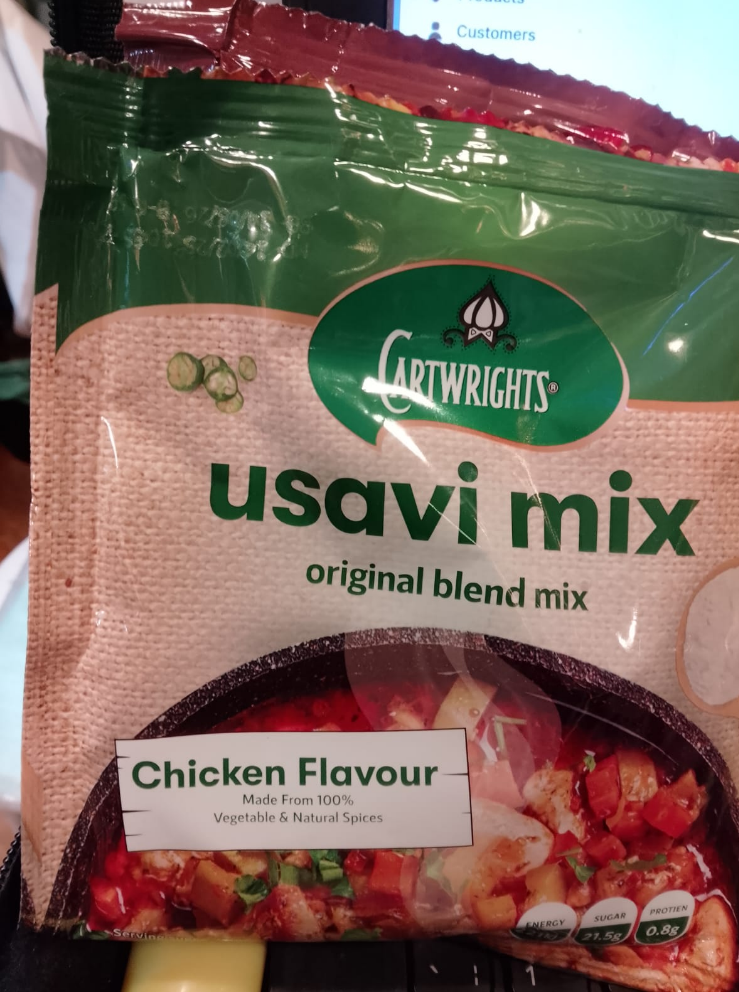 Customers
CARTWRIGHTS®
usavi mix
original blend mix
Chicken Flavour
Made From 100%
Vegetable & Natural Spices
ENERGY
SUGAR
21.5g
PROTIEN
0.8g